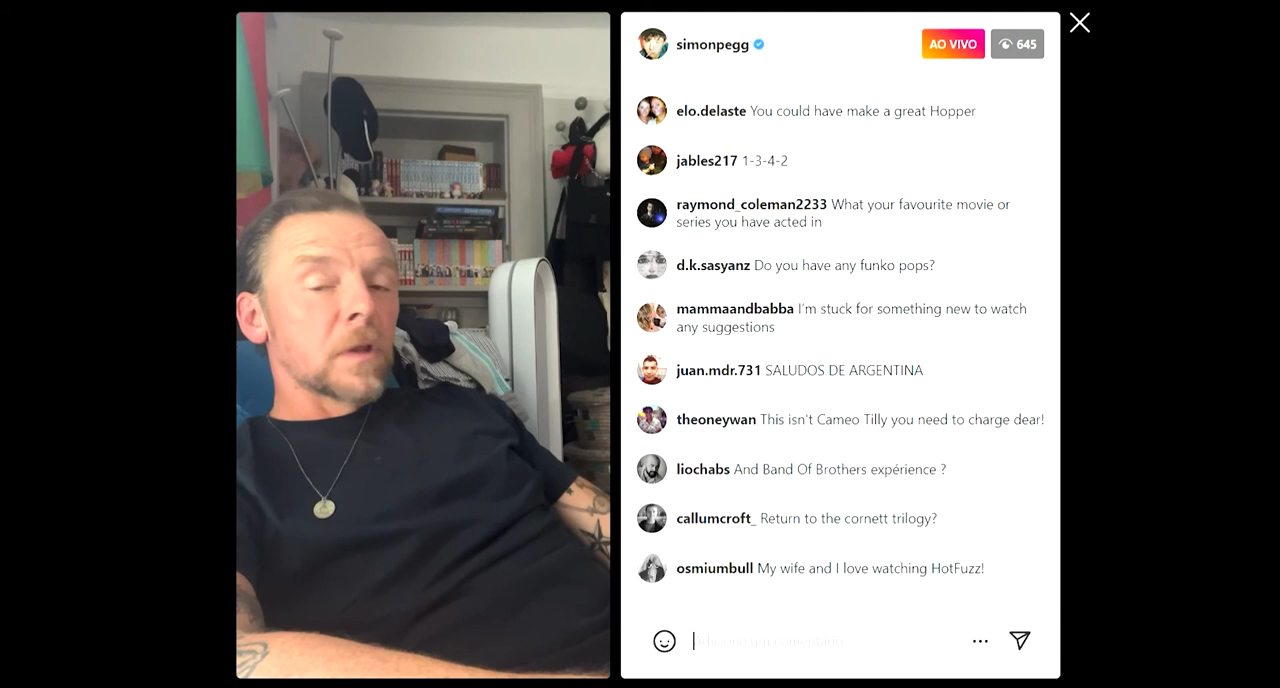 simonpegg
AO VIVO
645
elo.delaste You could have make a great Hopper
jables217 1-3-4-2
raymond_coleman2233 What your favourite movie or
series you have acted in
d.k.sasyanz Do you have any funko pops?
mammaandbabba I'm stuck for something new to watch
any suggestions
juan.mdr.731 SALUDOS DE ARGENTINA
theoneywan This isn't Cameo Tilly you need to charge dear!
liochabs And Band Of Brothers expérience ?
callumcroft_ Return to the cornett trilogy?
osmiumbull My wife and I love watching HotFuzz!